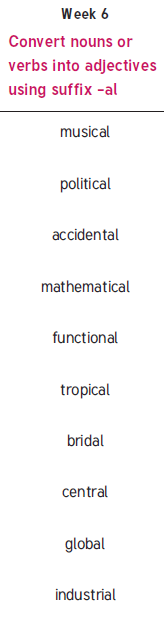 Week 6
Convert nouns or
verbs into adjectives
using suffix -al
musical
political
accidental
mathematical
functional
tropical
bridal
central
global
industrial